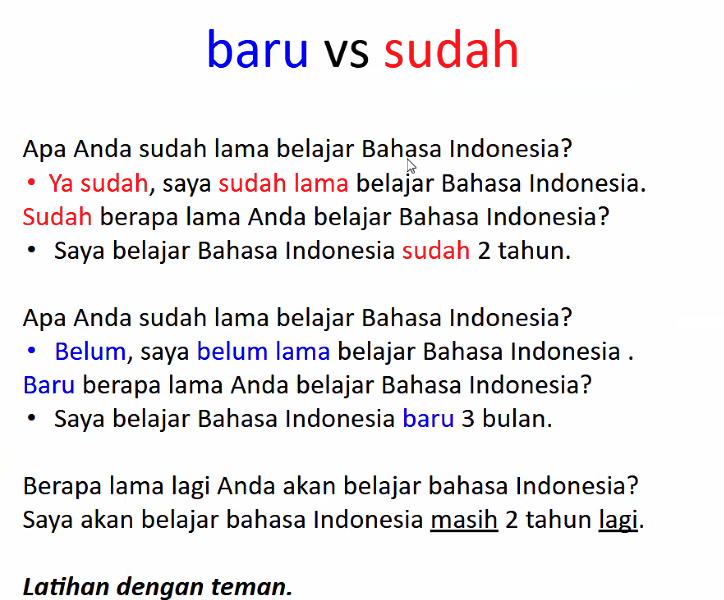 baru vs sudah
Apa Anda sudah lama belajar Bahasa Indonesia?
• Ya sudah, saya sudah lama belajar Bahasa Indonesia.
Sudah berapa lama Anda belajar Bahasa Indonesia?
• Saya belajar Bahasa Indonesia sudah 2 tahun.
Apa Anda sudah lama belajar Bahasa Indonesia?
• Belum, saya belum lama belajar Bahasa Indonesia .
Baru berapa lama Anda belajar Bahasa Indonesia?
• Saya belajar Bahasa Indonesia baru 3 bulan.
Berapa lama lagi Anda akan belajar bahasa Indonesia?
Saya akan belajar bahasa Indonesia masih 2 tahun lagi.
Latihan dengan teman.